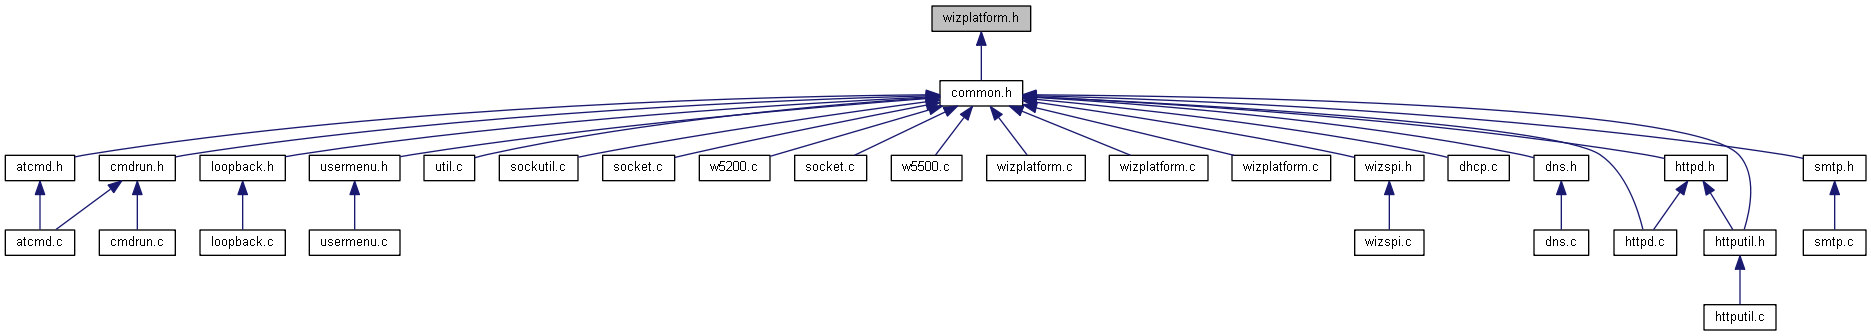 wizplatform.h
common.h
atcmd.h
cmdrun.h
loopback.h
usermenu.h
util.c
sockutil.c
socket.c
w5200.c
socket.c
w5500.c
wizplatform.c
wizplatform.c
wizplatform.c
wizspi.h
dhcp.c
dns.h
httpd.h
smtp.h
atcmd.c
cmdrun.c
loopback.c
usermenu.c
wizspi.c
dns.c
httpd.c
httputil.h
smtp.c
httputil.c